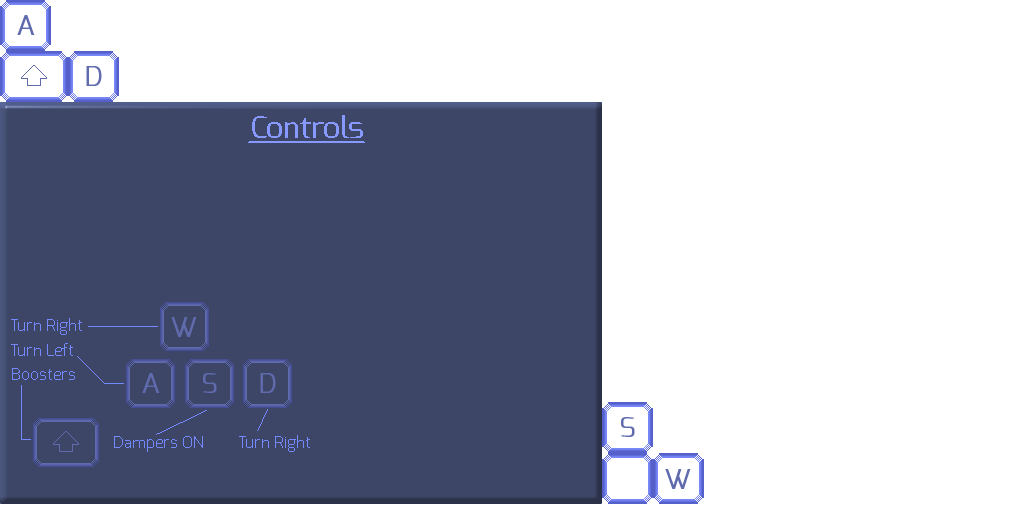 A
D
Controls
Turn Right
W
Turn Left
Boosters
A S D
Dampers ON
Turn Right
S
W